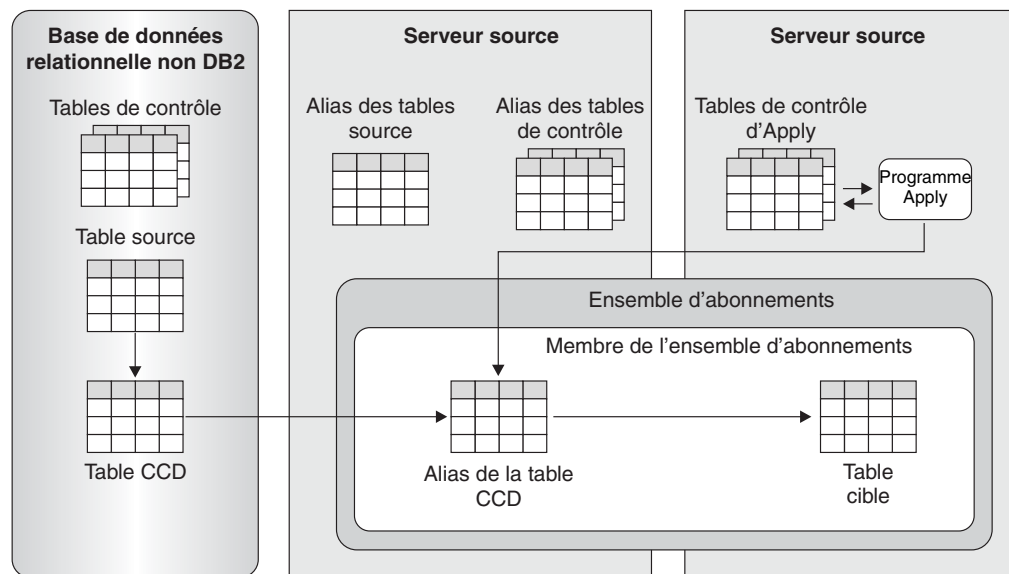 Base de données
relationnelle non DB2
Tables de contrôle
Table source
Table CCD
Serveur source
Alias des tables
source
Alias des tables
de contrôle
Serveur source
Tables de contrôle
d'Apply
Programme
Apply
Ensemble d'abonnements
Membre de l'ensemble d'abonnements
Alias de la table
CCD
Table
cible